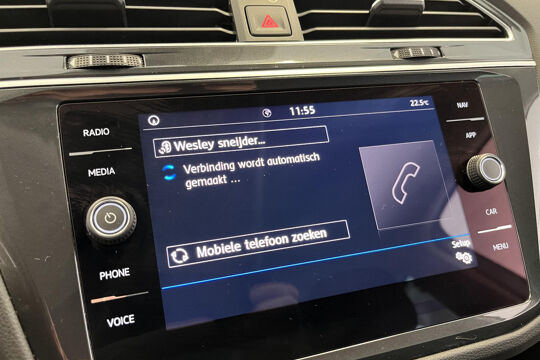 11:55
22.5°C
RADIO
NAV
APP
Wesley sneijder...
MEDIA
Verbinding wordt automatisch
gemaakt ...
CAR
Mobiele telefoon zoeken
Setup
MENU
PHONE
VOICE